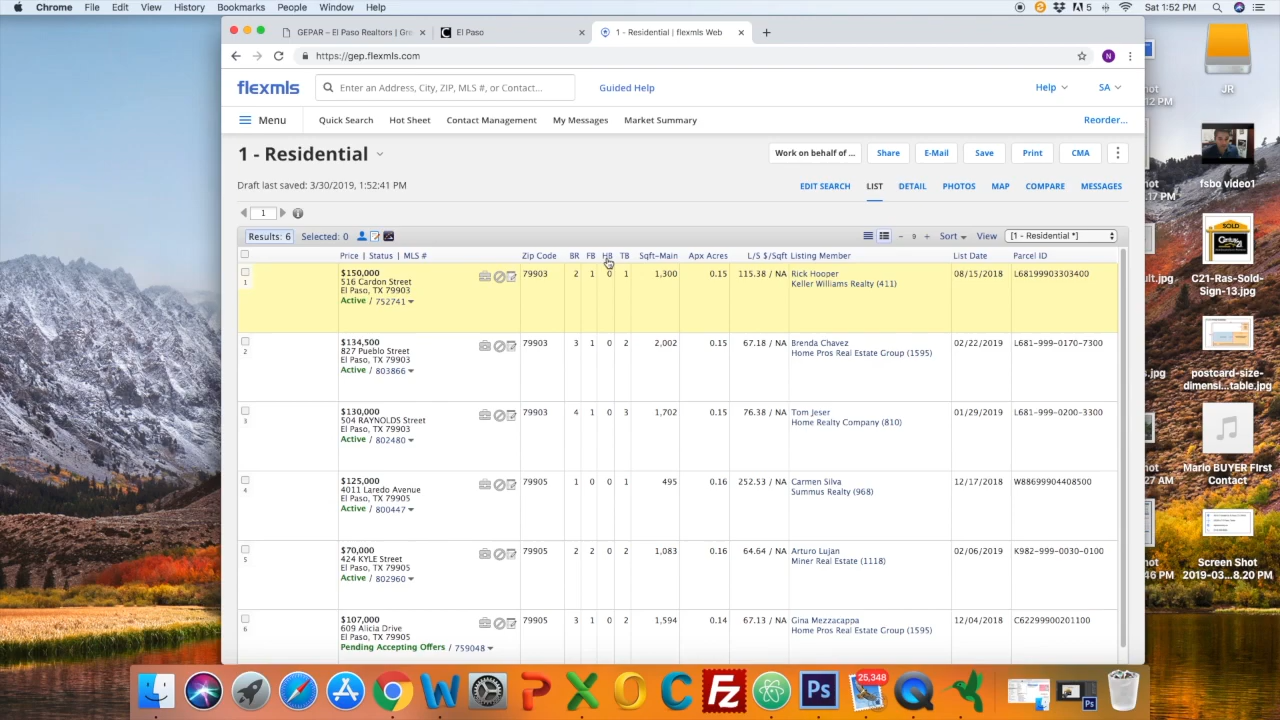 Chrome File Edit View History Bookmarks People Window Help
5 Sat 1:52 PM
GEPAR – El Paso Realtors | Gre
El Paso
1 - Residential | flexmls Web
https://gep.flexmls.com
N
flexmls
Enter an Address, City, ZIP, MLS #, or Contact...
Guided Help
Help
SA
Menu
Quick Search
Hot Sheet
Contact Management
My Messages
Market Summary
Reorder...
1 - Residential
Work on behalf of ...
Share
E-Mail
Save
Print
CMA
Draft last saved: 3/30/2019, 1:52:41 PM
EDIT SEARCH LIST DETAIL PHOTOS MAP COMPARE MESSAGES
1
Results: 6 Selected: 0
9 Sort View [1 - Residential *]
Price | Status | MLS # Zip Code BR FB HB TB Sqft-Main Apx Acres L/S $/Sqft Listing Member List Date Parcel ID
1
$150,000 79903 2 1 0 1 1,300 0.15 115.38 / NA Rick Hooper 08/15/2018 L68199903303400
516 Cardon Street Keller Williams Realty (411)
El Paso, TX 79903
Active / 752741
2
$134,500 79903 3 1 0 2 2,002 0.15 67.18 / NA Brenda Chavez 02/22/2019 L681-999-0170-7300
827 Pueblo Street Home Pros Real Estate Group (1595)
El Paso, TX 79903
Active / 803866
3
$130,000 79903 4 1 0 3 1,702 0.15 76.38 / NA Tom Jeser 01/29/2019 L681-999-0200-3300
504 RAYNOLDS Street Home Realty Company (810)
El Paso, TX 79903
Active / 802480
4
$125,000 79905 1 0 0 1 495 0.16 252.53 / NA Carmen Silva 12/17/2018 W88699904408500
4011 Laredo Avenue Summus Realty (968)
El Paso, TX 79905
Active / 800447
5
$70,000 79905 2 2 0 2 1,083 0.16 64.64 / NA Arturo Lujan 02/06/2019 K982-999-0030-0100
424 KYLE Street Miner Real Estate (1118)
El Paso, TX 79905
Active / 802960
6
$107,000 79905 3 1 0 2 1,594 0.14 67.13 / NA Gina Mezzacappa 12/04/2018 C62299900201100
609 Alicia Drive Home Pros Real Estate Group (1595)
El Paso, TX 79905
Pending Accepting Offers / 759048
JR
fsbo video1
SOLD
C21-Ras-Sold-
Sign-13.jpg
postcard-size-
dimensi...table.jpg
Mario BUYER First
Contact
Screen Shot
2019-03...8.20 PM
25,348
Fz
Ps